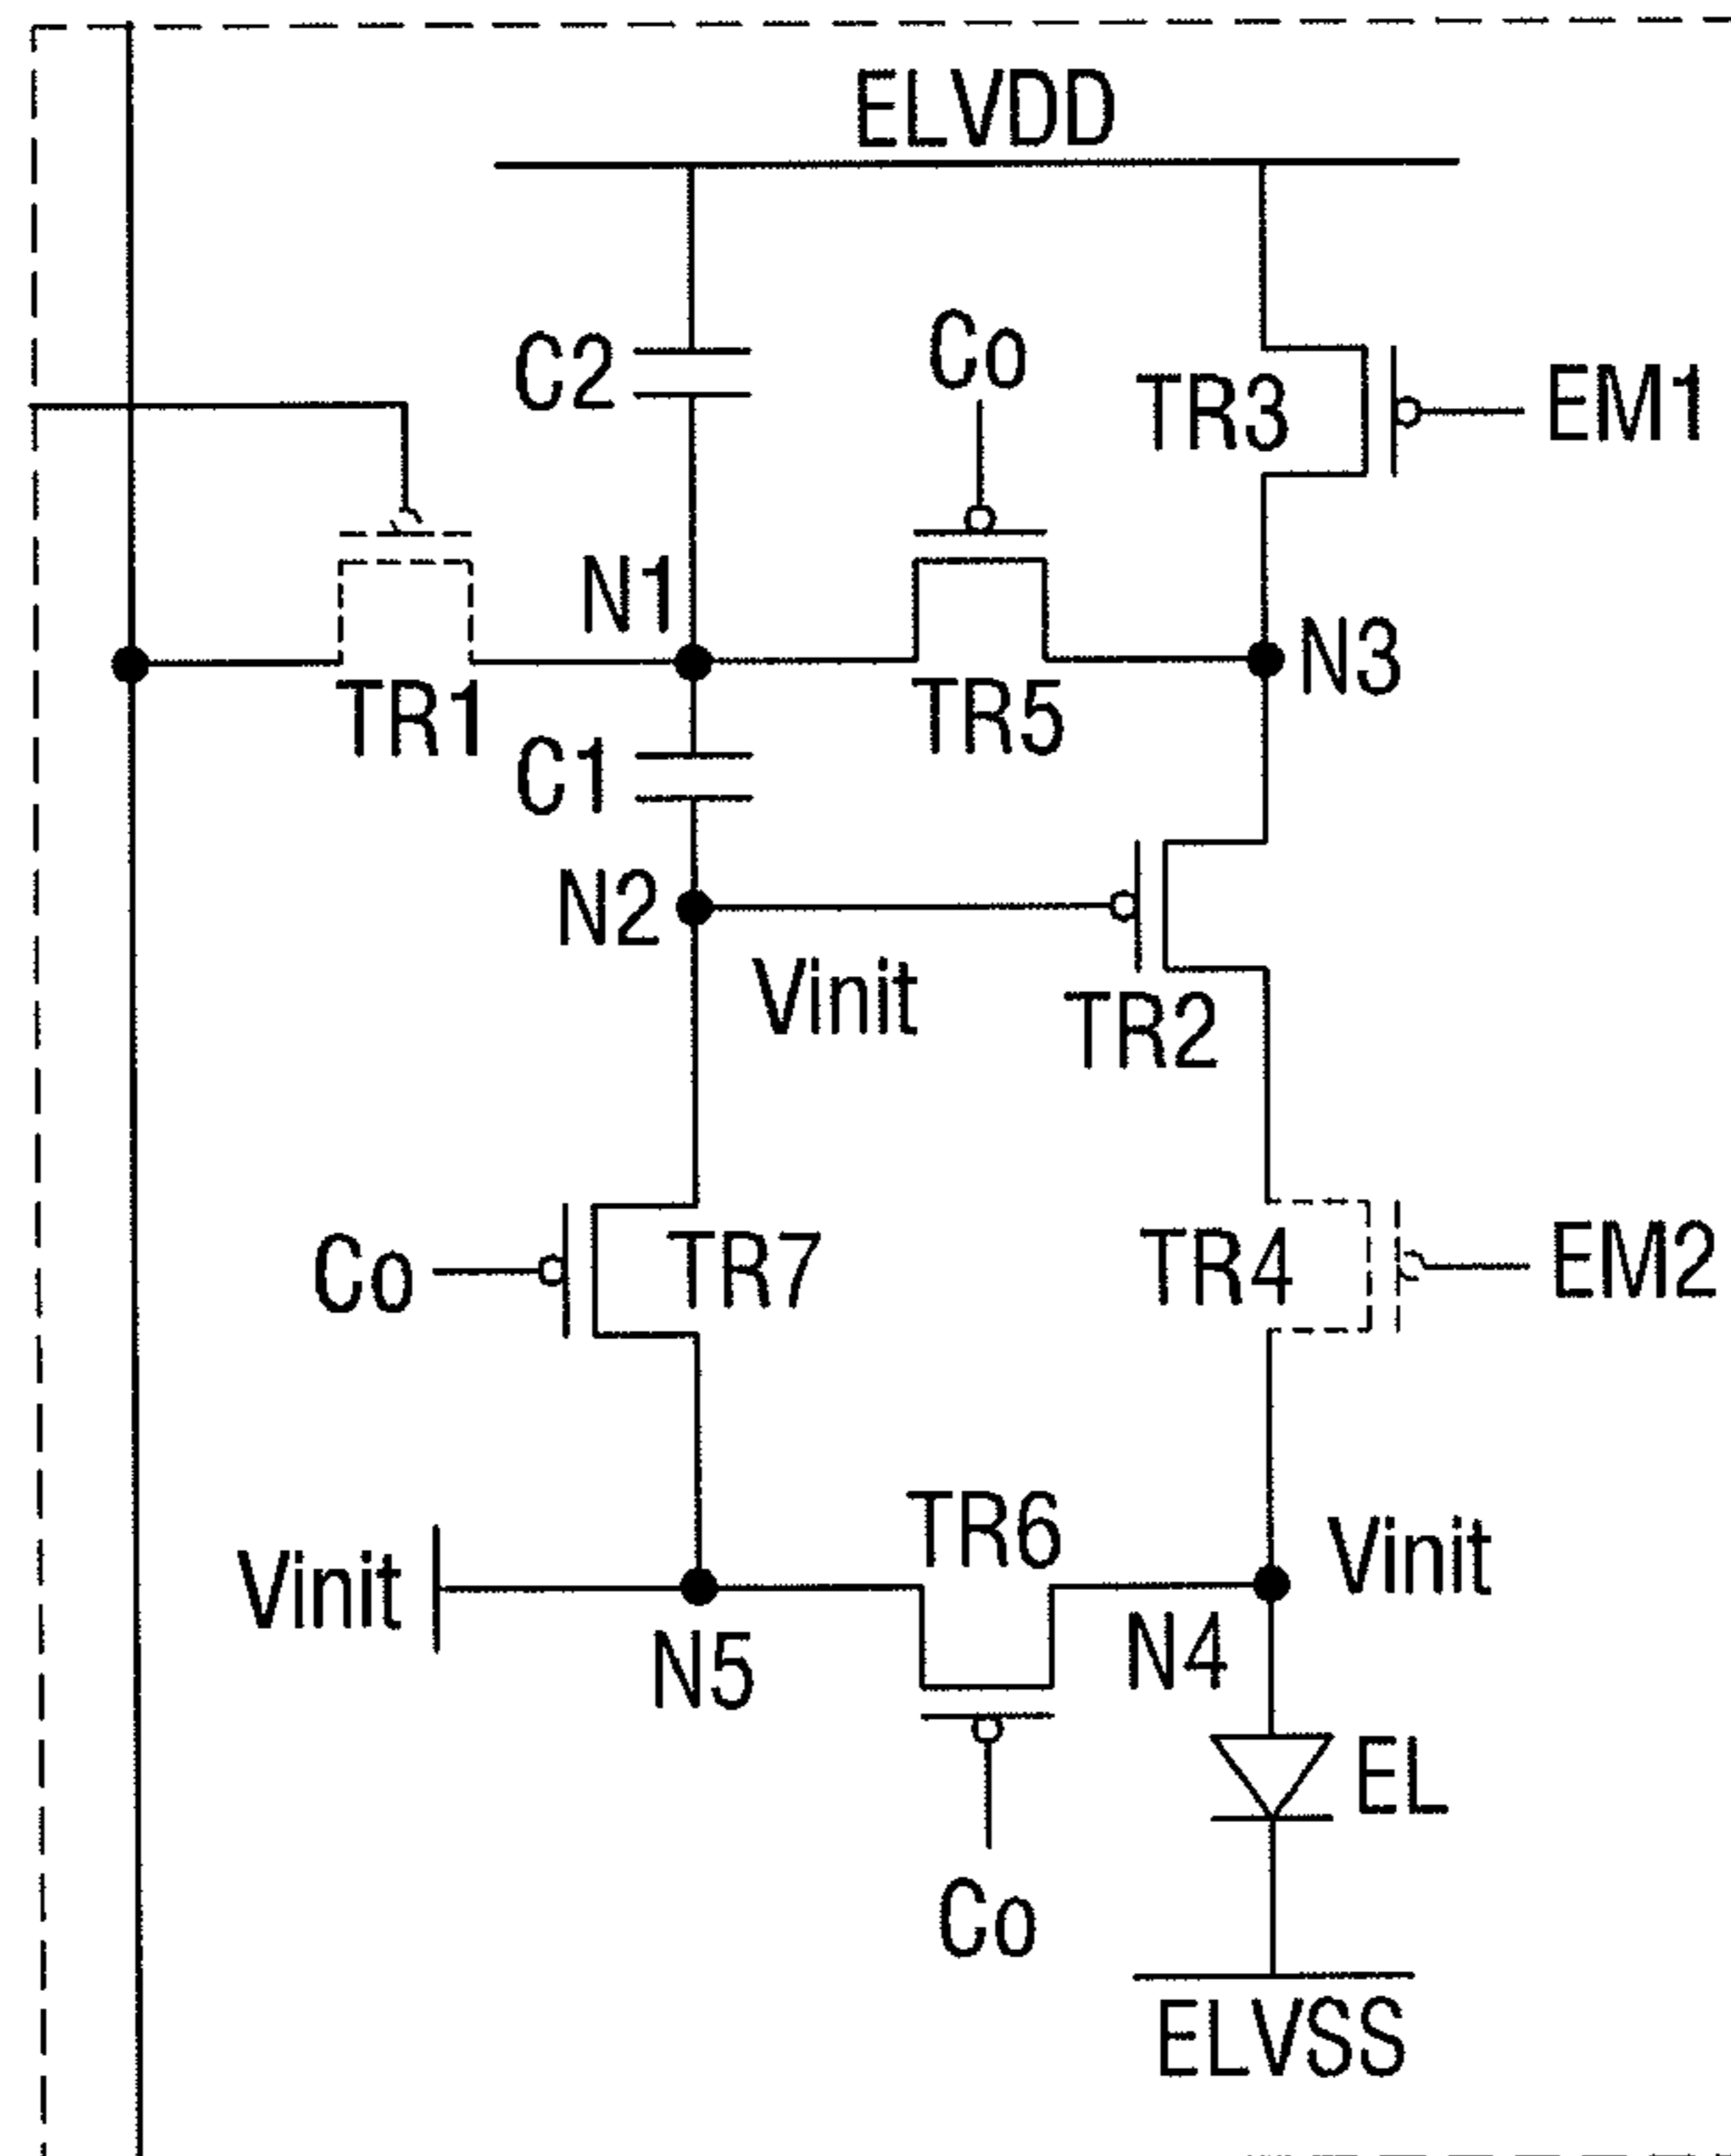 ELVDD
C2
Co
TR3
EM1
N1
N3
TR1
TR5
C1
N2
Vinit
TR2
Co
TR7
TR4
EM2
TR6
Vinit
Vinit
N5
N4
EL
Co
ELVSS